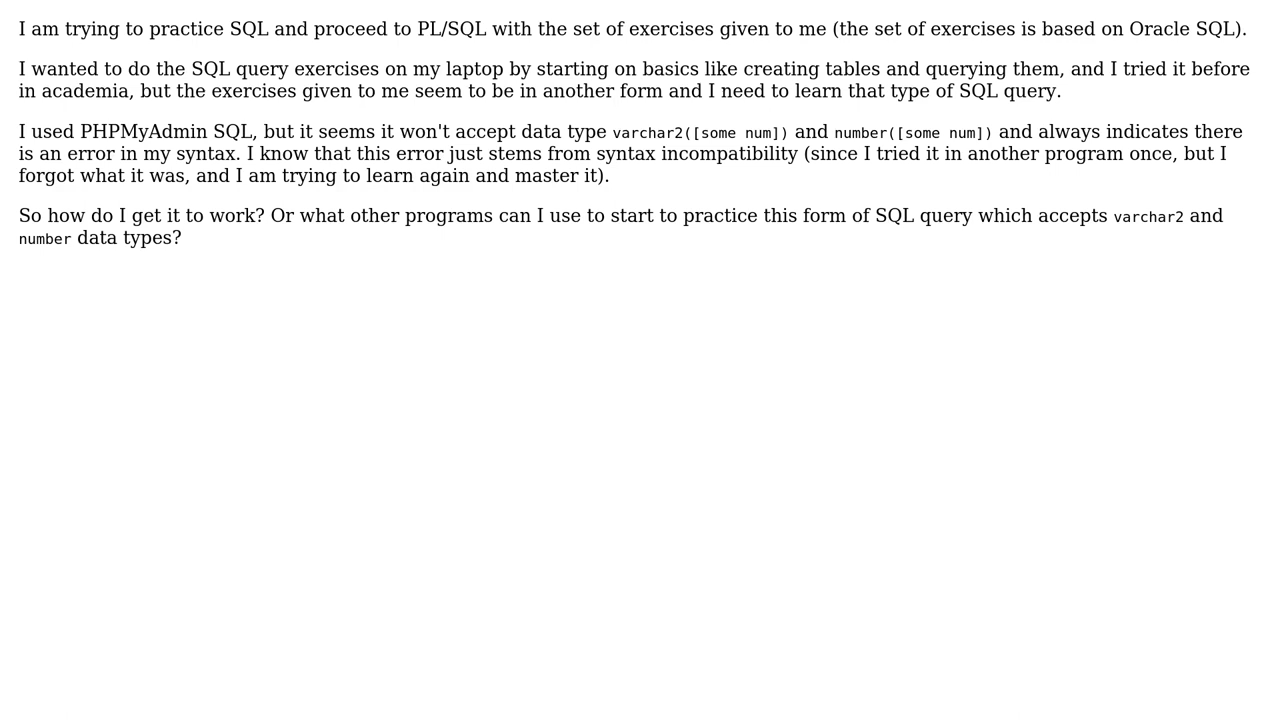 I am trying to practice SQL and proceed to PL/SQL with the set of exercises given to me (the set of exercises is based on Oracle SQL).
I wanted to do the SQL query exercises on my laptop by starting on basics like creating tables and querying them, and I tried it before
in academia, but the exercises given to me seem to be in another form and I need to learn that type of SQL query.
I used PHPMyAdmin SQL, but it seems it won't accept data type varchar2([some num]) and number([some num]) and always indicates there
is an error in my syntax. I know that this error just stems from syntax incompatibility (since I tried it in another program once, but I
forgot what it was, and I am trying to learn again and master it).
So how do I get it to work? Or what other programs can I use to start to practice this form of SQL query which accepts varchar2 and
number data types?